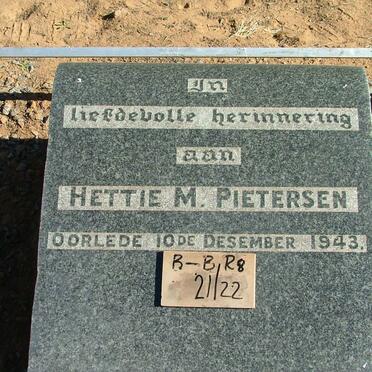 In
liefdevolle herinnering
aan
HETTIE M. PIETERSEN
OORLEDE 10DE DESEMBER 1943.
B-B R8
21/22